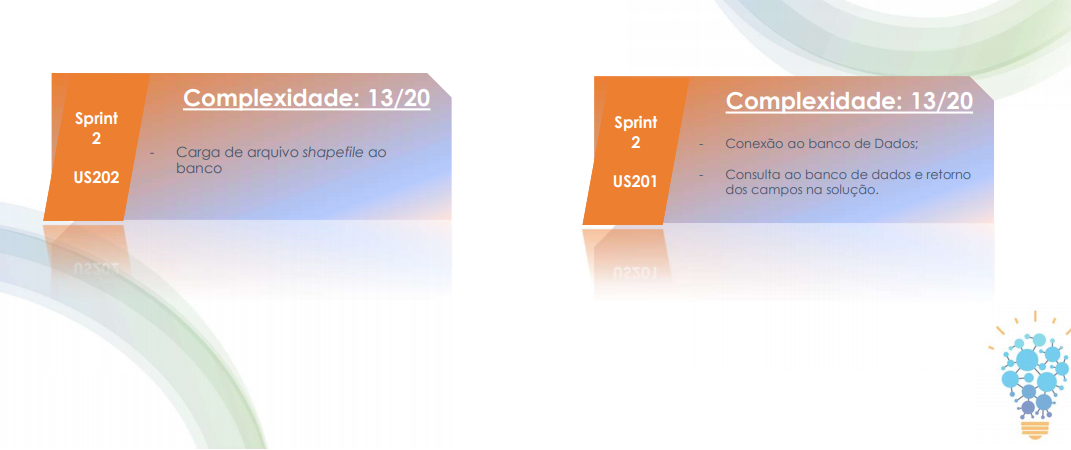 Complexidade: 13/20
Sprint
2
US202
- Carga de arquivo shapefile ao
banco
Complexidade: 13/20
Sprint
2
US201
- Conexão ao banco de Dados;
- Consulta ao banco de dados e retorno
dos campos na solução.